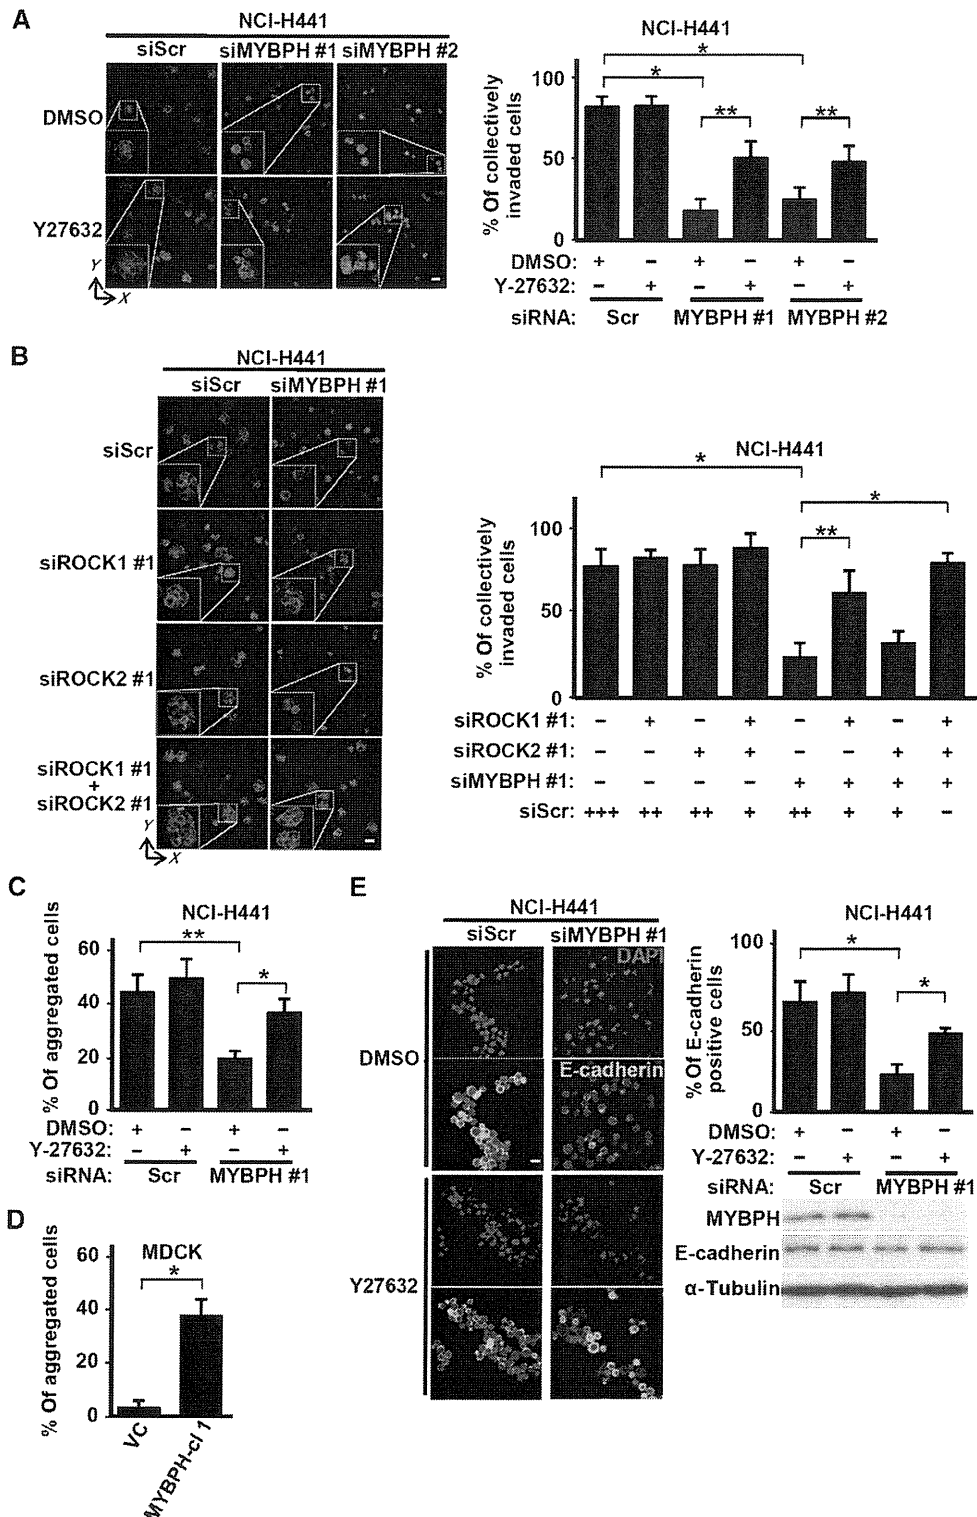 A
NCI-H441
siScr siMYBPH #1 siMYBPH #2
DMSO
Y27632
Y
X
NCI-H441
% Of collectively
invaded cells
100
50
0
* * ** **
DMSO: + – + – + –
Y-27632: – + – + – +
siRNA: Scr MYBPH #1 MYBPH #2
B
NCI-H441
siScr siMYBPH #1
siScr
siROCK1 #1
siROCK2 #1
siROCK1 #1
+
siROCK2 #1
Y
X
NCI-H441
% Of collectively
invaded cells
100
50
0
* * **
siROCK1 #1: – + – + – + – +
siROCK2 #1: – – + + – – + +
siMYBPH #1: – – – – + + + +
siScr: +++ ++ ++ + ++ + + –
C
NCI-H441
% Of aggregated cells
60
40
20
0
** *
DMSO: + – + –
Y-27632: – + – +
siRNA: Scr MYBPH #1
D
MDCK
% Of aggregated cells
60
40
20
0
*
VC
MYBPH-cl 1
E
NCI-H441
siScr siMYBPH #1
DAPI
DMSO
E-cadherin
Y27632
NCI-H441
% Of E-cadherin
positive cells
100
50
0
* *
DMSO: + – + –
Y-27632: – + – +
siRNA: Scr MYBPH #1
MYBPH
E-cadherin
α-Tubulin